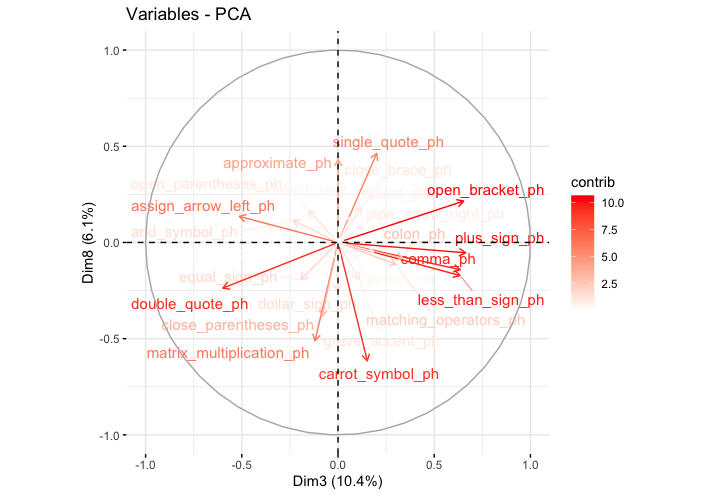 Variables - PCA
1.0
single_quote_ph
0.5
approximate_ph
close_brace_ph
open_parentheses_ph
open_bracket_ph
assign_arrow_left_ph
right_ph
and_symbol_ph
colon_ph
plus_sign_ph
0.0
comma_ph
equal_sign_ph
double_quote_ph
dollar_sign_ph
less_than_sign_ph
close_parentheses_ph
matching_operators_ph
grave_accent_ph
-0.5
matrix_multiplication_ph
carrot_symbol_ph
-1.0
-1.0 -0.5 0.0 0.5 1.0
Dim3 (10.4%)
Dim8 (6.1%)
contrib
10.0
7.5
5.0
2.5